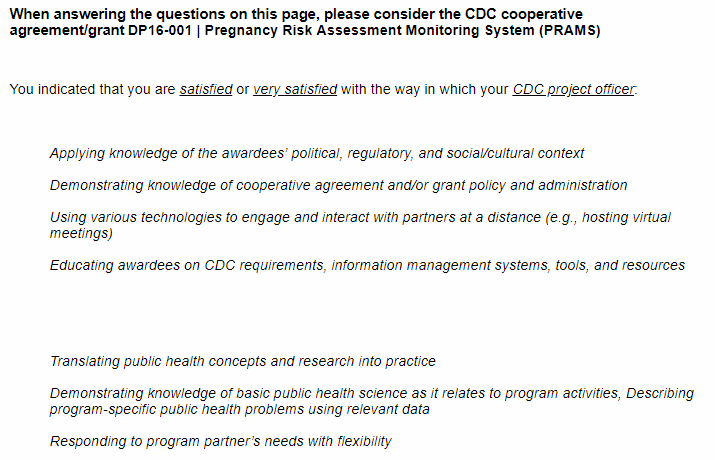 When answering the questions on this page, please consider the CDC cooperative
agreement/grant DP16-001 | Pregnancy Risk Assessment Monitoring System (PRAMS)
You indicated that you are satisfied or very satisfied with the way in which your CDC project officer:
Applying knowledge of the awardees' political, regulatory, and social/cultural context
Demonstrating knowledge of cooperative agreement and/or grant policy and administration
Using various technologies to engage and interact with partners at a distance (e.g., hosting virtual
meetings)
Educating awardees on CDC requirements, information management systems, tools, and resources
Translating public health concepts and research into practice
Demonstrating knowledge of basic public health science as it relates to program activities, Describing
program-specific public health problems using relevant data
Responding to program partner's needs with flexibility